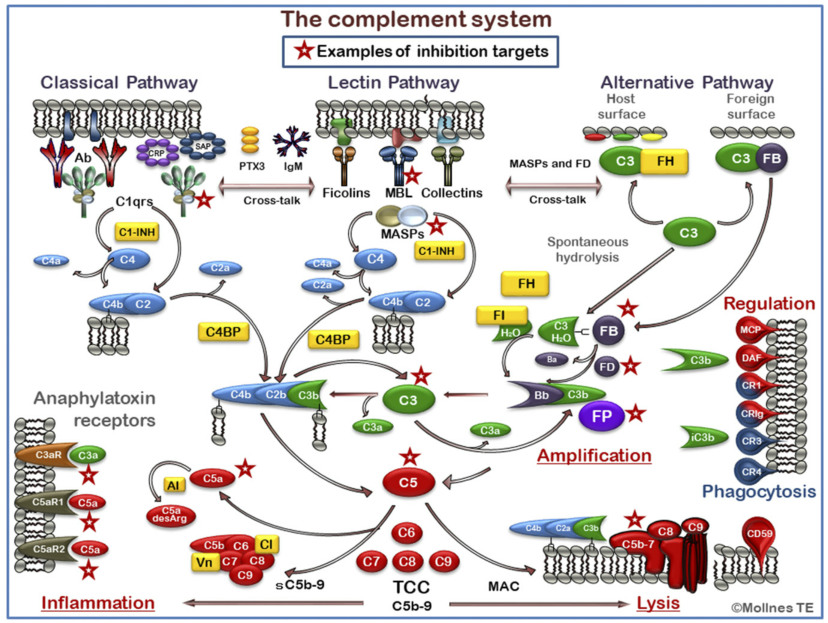 The complement system
Examples of inhibition targets
Classical Pathway
Lectin Pathway
Alternative Pathway
Host
surface
Foreign
surface
Ab
CRP
SAP
PTX3
IgM
C3
FH
C3
FB
MASPs and FD
Ficolins
MBL
Collectins
Cross-talk
Cross-talk
C1qrs
MASPs
C1-INH
C1-INH
C3
Spontaneous
hydrolysis
C4a
C4
C2a
C4a
C4
C2a
C4b
C2
C4b
C2
FH
FI
H₂O
C3
H₂O
FB
Regulation
MCP
C4BP
C4BP
Ba
FD
C3b
DAF
CR1
Anaphylatoxin
receptors
C4b
C2b
C3b
C3
Bb
C3b
FP
CRIg
C3a
C3a
iC3b
CR3
CR4
Amplification
Phagocytosis
C3aR
C3a
C5aR1
C5a
C5aR2
C5a
AI
C5a
C5a
desArg
C5
C5b
C6
CI
Vn
C7
C8
C9
C6
C7
C8
C9
C4b
C2a
C3b
C5b-7
C8
C9
CD59
sC5b-9
TCC
C5b-9
MAC
Inflammation
Lysis
©Mollnes TE